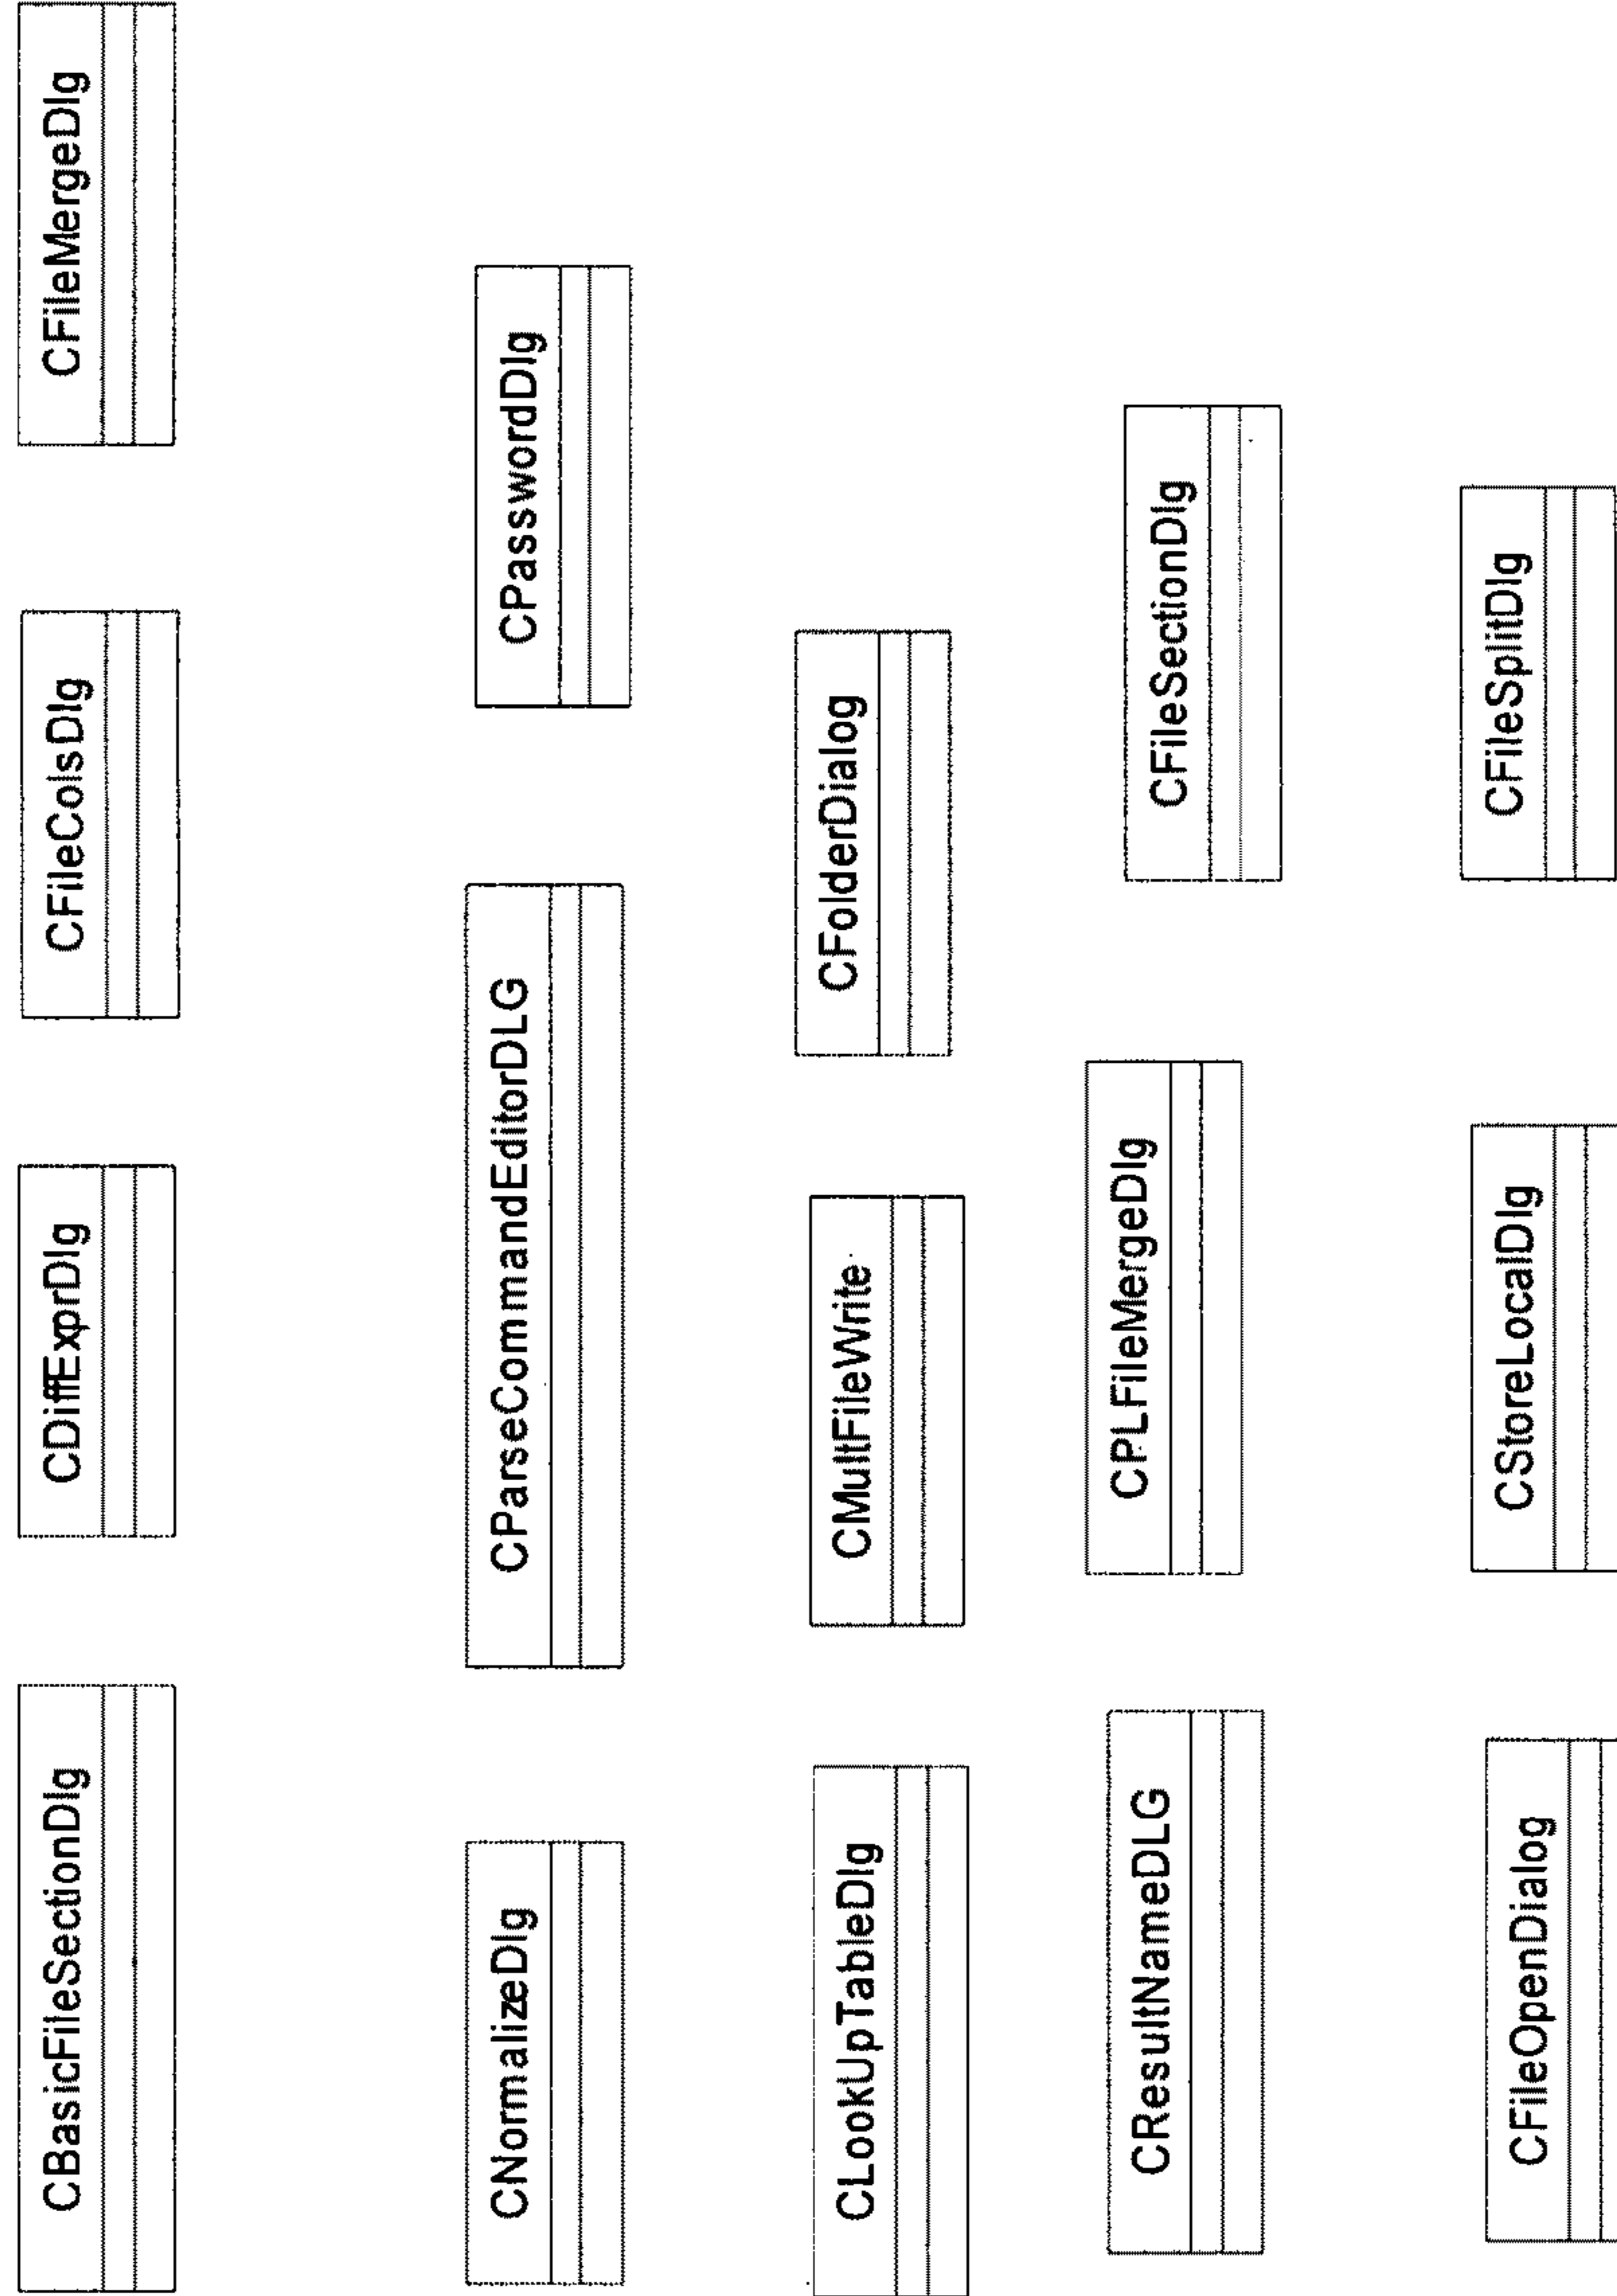 CBasicFileSectionDlg
CDiffExprDlg
CFileColsDlg
CFileMergeDlg
CNormalizeDlg
CParseCommandEditorDLG
CPasswordDlg
CLookUpTableDlg
CMultFileWrite
CFolderDialog
CResultNameDLG
CPLFileMergeDlg
CFileSectionDlg
CFileOpenDialog
CStoreLocalDlg
CFileSplitDlg